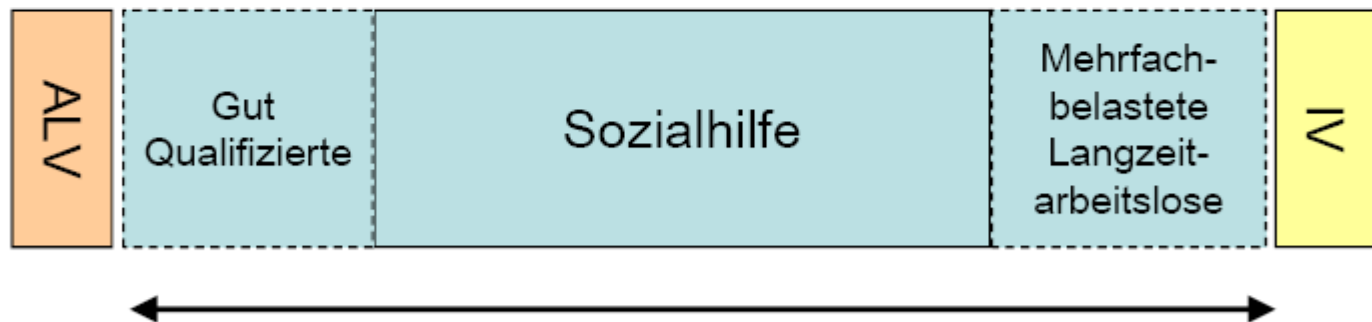 ALV
Gut
Qualifizierte
Sozialhilfe
Mehrfach-
belastete
Langzeit-
arbeitslose
IV